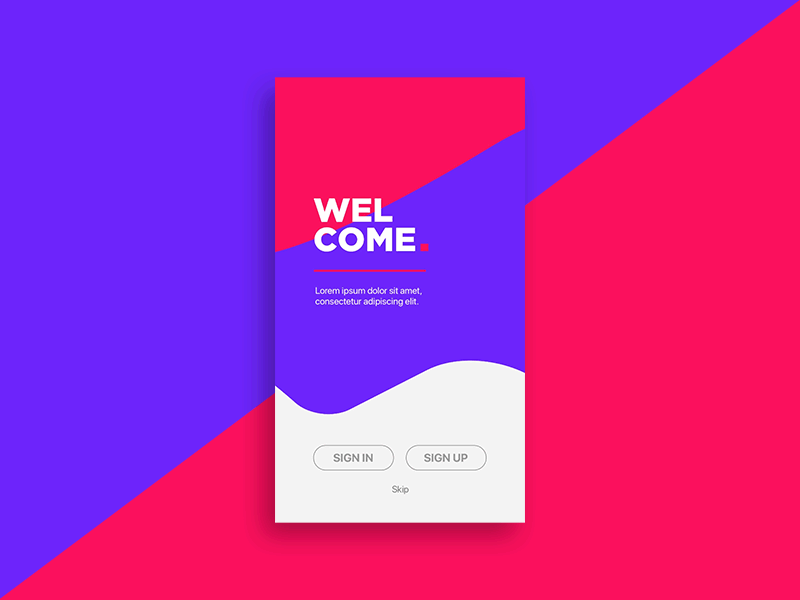 WEL
COME.
Lorem ipsum dolor sit amet,
consectetur adipiscing elit.
SIGN IN
SIGN UP
Skip